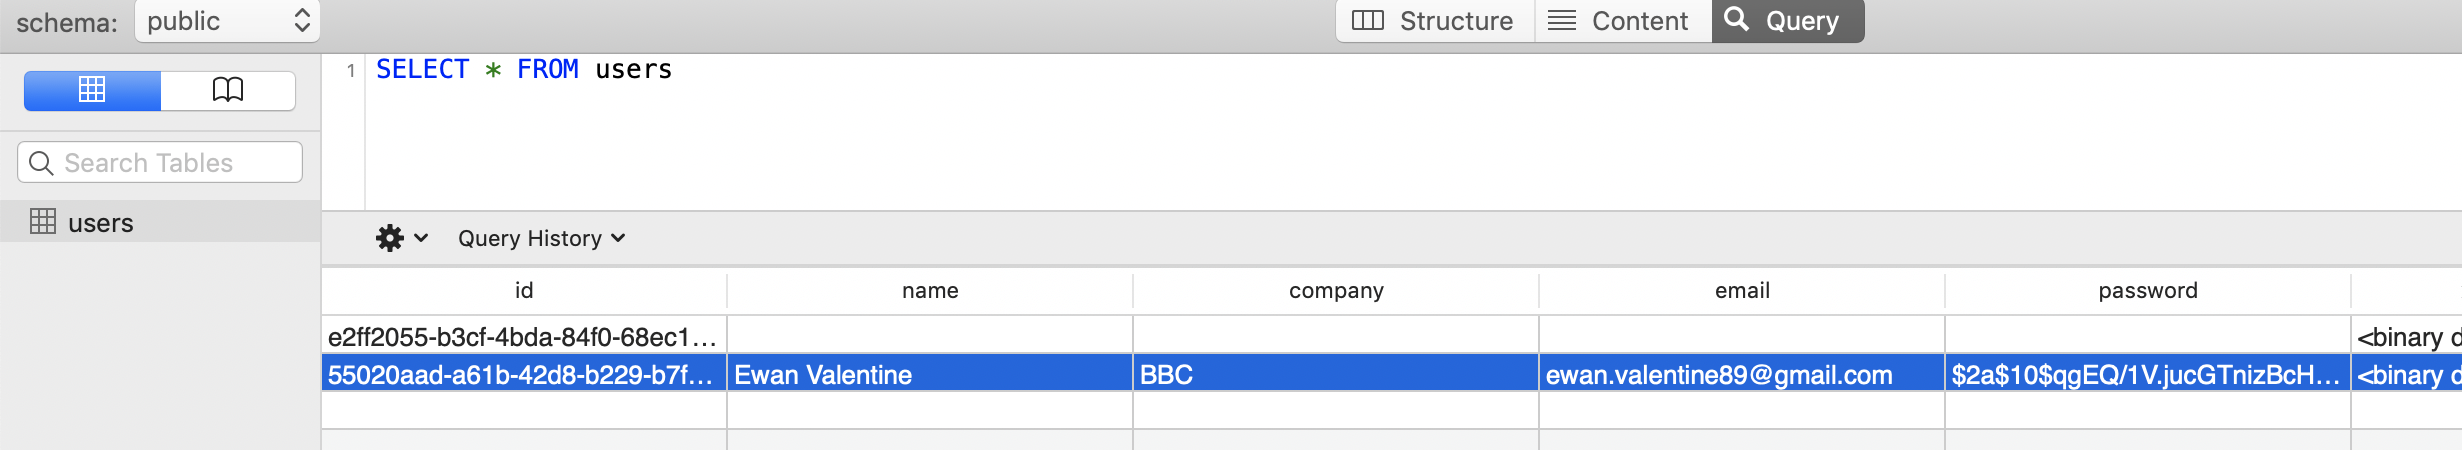 schema: public Structure Content Query
1 SELECT * FROM users
Search Tables
users
Query History
id name company email password
e2ff2055-b3cf-4bda-84f0-68ec1... <binary d
55020aad-a61b-42d8-b229-b7f... Ewan Valentine BBC ewan.valentine89@gmail.com $2a$10$qgEQ/1V.jucGTnizBcH... <binary d